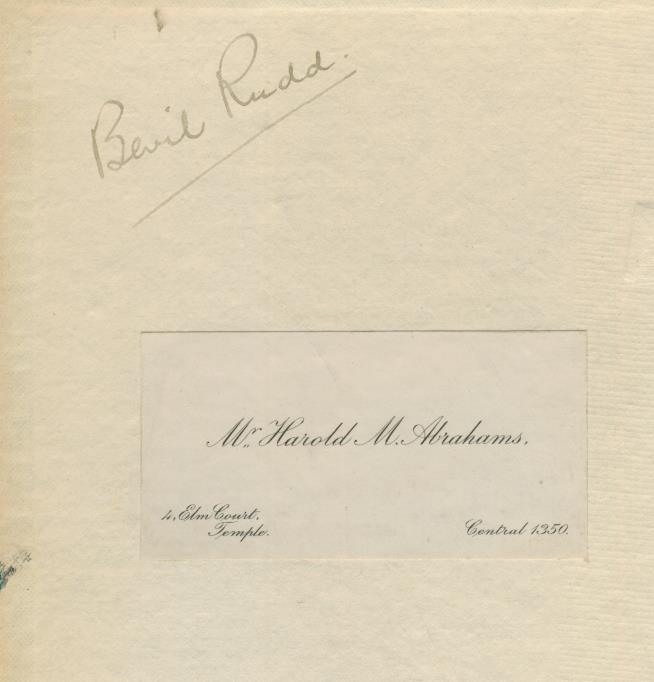 Bevil Rudd.
Mr. Harold M. Abrahams.
4, Elm Court.
Temple.
Central 1350.